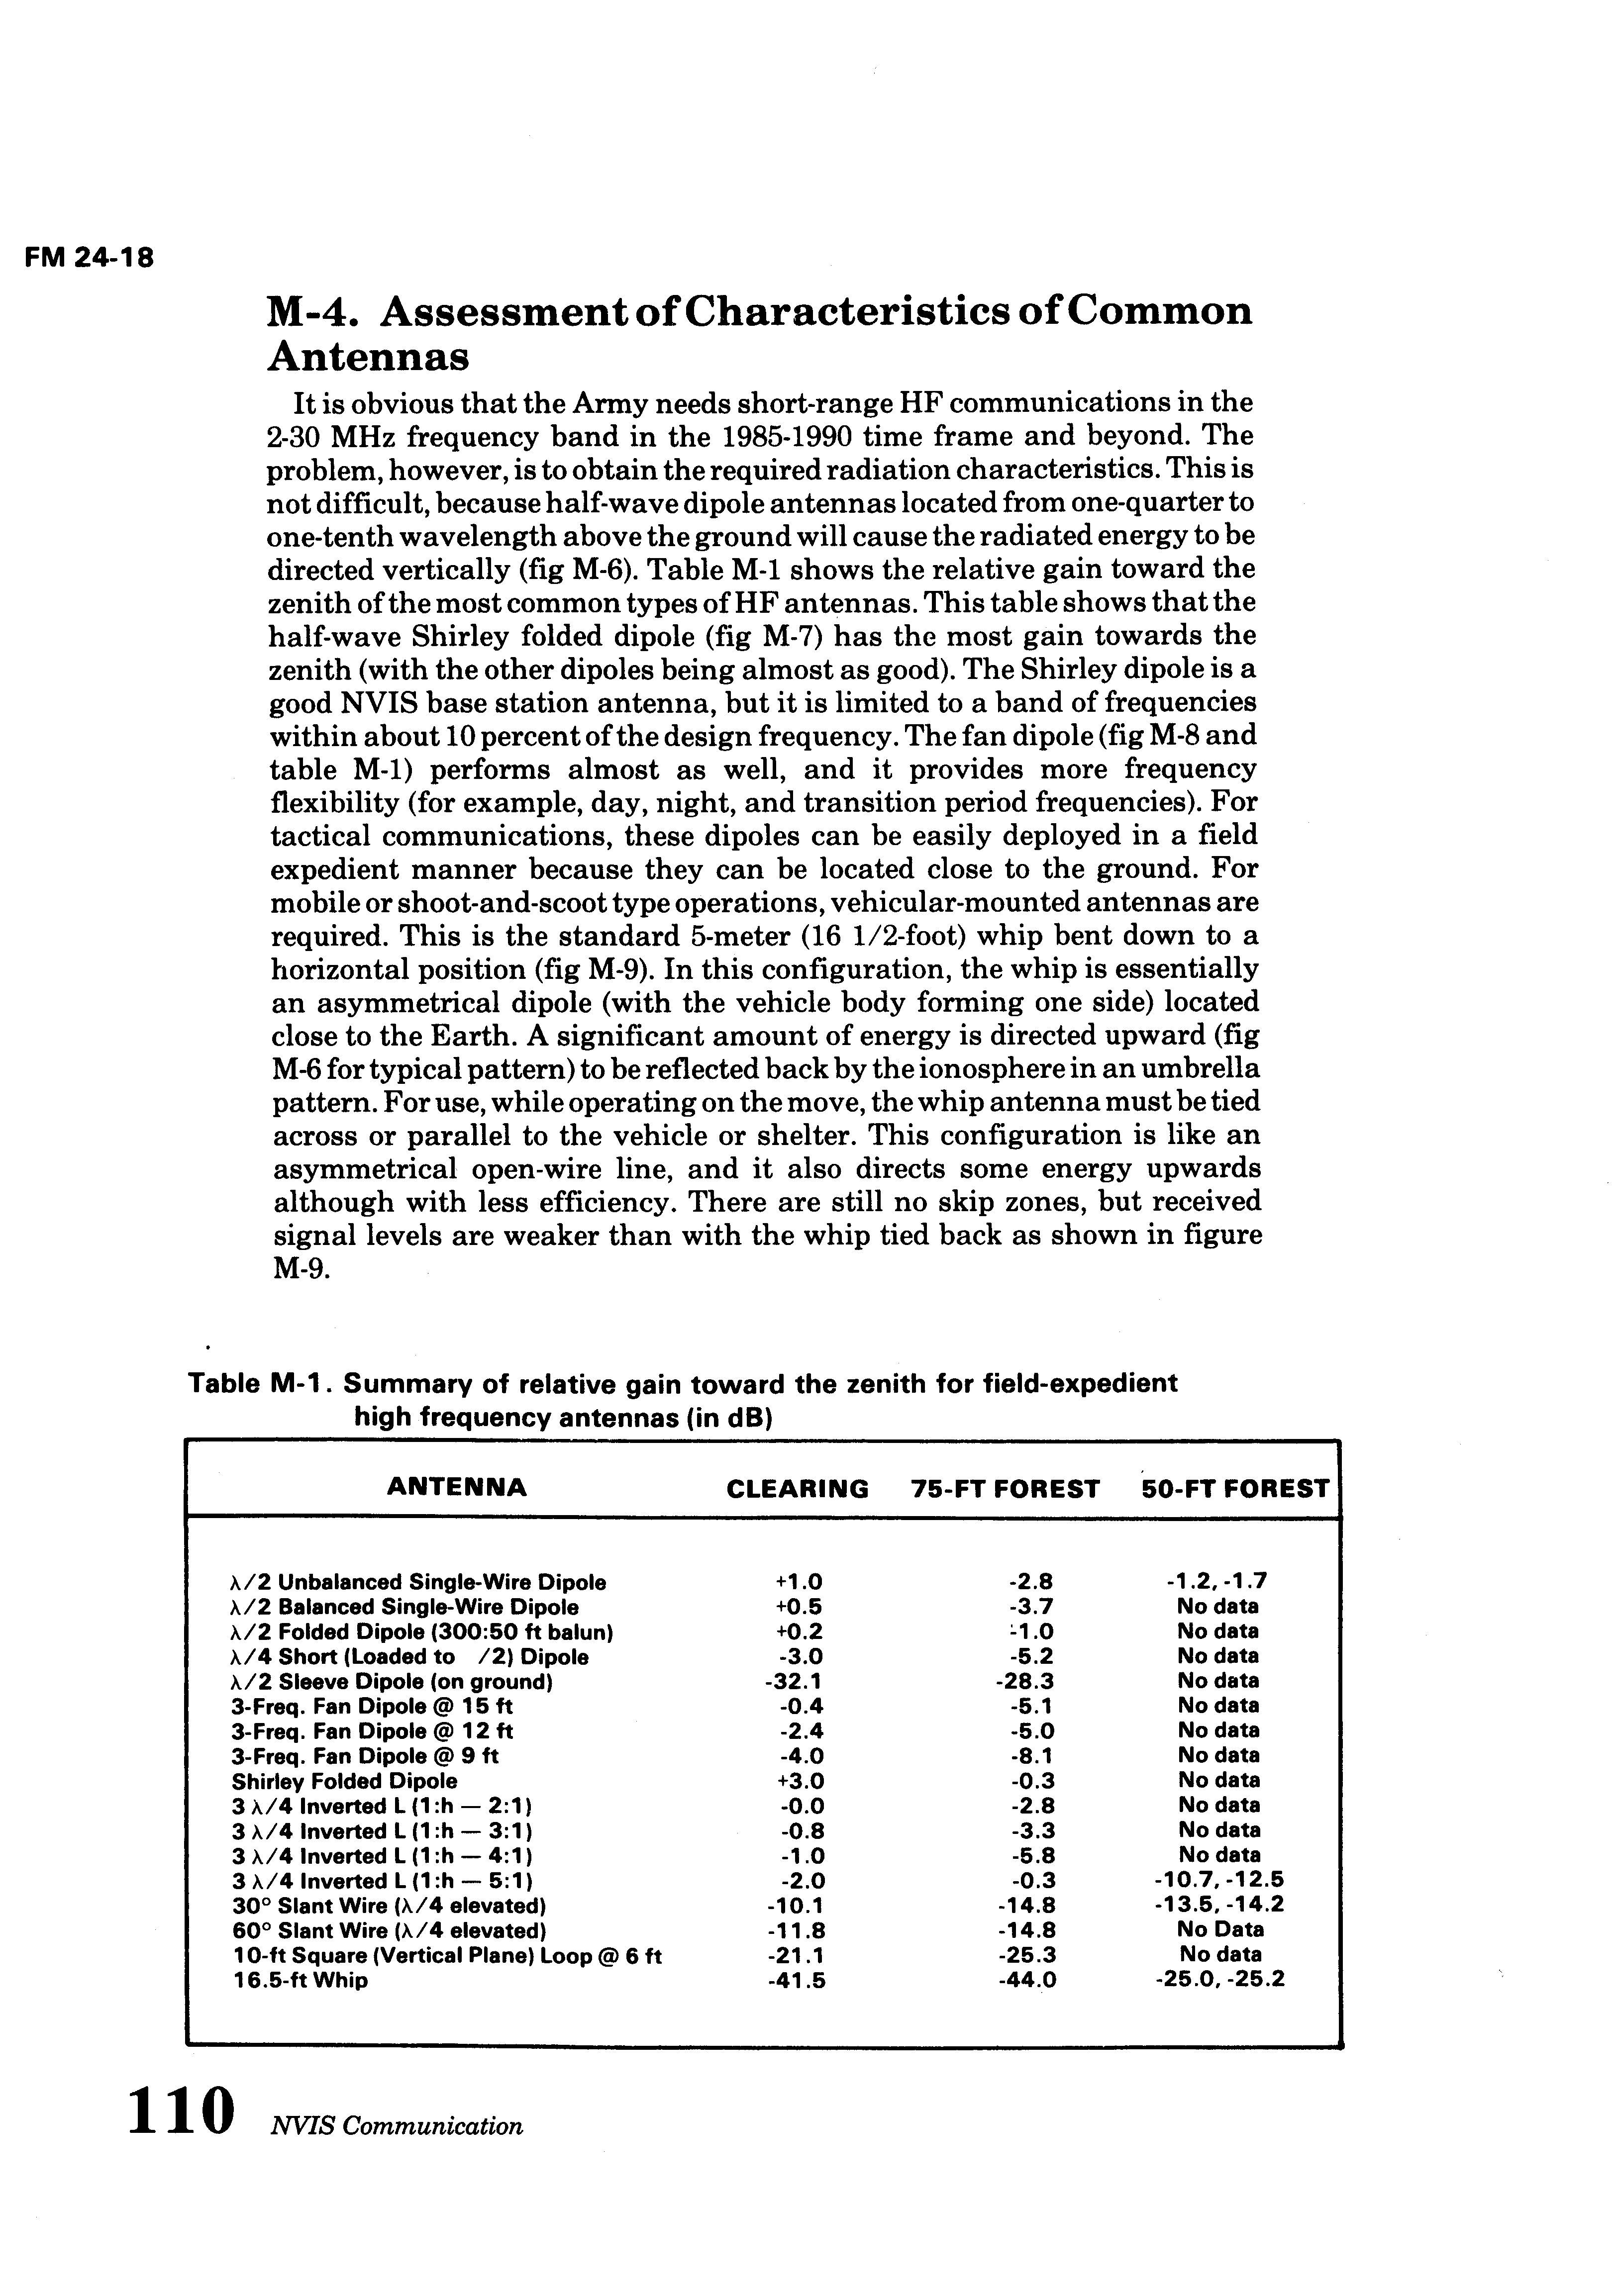 FM 24-18
M-4. Assessment of Characteristics of Common
Antennas
It is obvious that the Army needs short-range HF communications in the
2-30 MHz frequency band in the 1985-1990 time frame and beyond. The
problem, however, is to obtain the required radiation characteristics. This is
not difficult, because half-wave dipole antennas located from one-quarter to
one-tenth wavelength above the ground will cause the radiated energy to be
directed vertically (fig M-6). Table M-1 shows the relative gain toward the
zenith of the most common types of HF antennas. This table shows that the
half-wave Shirley folded dipole (fig M-7) has the most gain towards the
zenith (with the other dipoles being almost as good). The Shirley dipole is a
good NVIS base station antenna, but it is limited to a band of frequencies
within about 10 percent of the design frequency. The fan dipole (fig M-8 and
table M-1) performs almost as well, and it provides more frequency
flexibility (for example, day, night, and transition period frequencies). For
tactical communications, these dipoles can be easily deployed in a field
expedient manner because they can be located close to the ground. For
mobile or shoot-and-scoot type operations, vehicular-mounted antennas are
required. This is the standard 5-meter (16 1/2-foot) whip bent down to a
horizontal position (fig M-9). In this configuration, the whip is essentially
an asymmetrical dipole (with the vehicle body forming one side) located
close to the Earth. A significant amount of energy is directed upward (fig
M-6 for typical pattern) to be reflected back by the ionosphere in an umbrella
pattern. For use, while operating on the move, the whip antenna must be tied
across or parallel to the vehicle or shelter. This configuration is like an
asymmetrical open-wire line, and it also directs some energy upwards
although with less efficiency. There are still no skip zones, but received
signal levels are weaker than with the whip tied back as shown in figure
M-9.
Table M-1. Summary of relative gain toward the zenith for field-expedient
high frequency antennas (in dB)
ANTENNA CLEARING 75-FT FOREST 50-FT FOREST
λ/2 Unbalanced Single-Wire Dipole +1.0 -2.8 -1.2, -1.7
λ/2 Balanced Single-Wire Dipole +0.5 -3.7 No data
λ/2 Folded Dipole (300:50 ft balun) +0.2 -1.0 No data
λ/4 Short (Loaded to /2) Dipole -3.0 -5.2 No data
λ/2 Sleeve Dipole (on ground) -32.1 -28.3 No data
3-Freq. Fan Dipole @ 15 ft -0.4 -5.1 No data
3-Freq. Fan Dipole @ 12 ft -2.4 -5.0 No data
3-Freq. Fan Dipole @ 9 ft -4.0 -8.1 No data
Shirley Folded Dipole +3.0 -0.3 No data
3 λ/4 Inverted L (1:h — 2:1) -0.0 -2.8 No data
3 λ/4 Inverted L (1:h — 3:1) -0.8 -3.3 No data
3 λ/4 Inverted L (1:h — 4:1) -1.0 -5.8 No data
3 λ/4 Inverted L (1:h — 5:1) -2.0 -0.3 -10.7, -12.5
30° Slant Wire (λ/4 elevated) -10.1 -14.8 -13.5, -14.2
60° Slant Wire (λ/4 elevated) -11.8 -14.8 No Data
10-ft Square (Vertical Plane) Loop @ 6 ft -21.1 -25.3 No data
16.5-ft Whip -41.5 -44.0 -25.0, -25.2
110 NVIS Communication